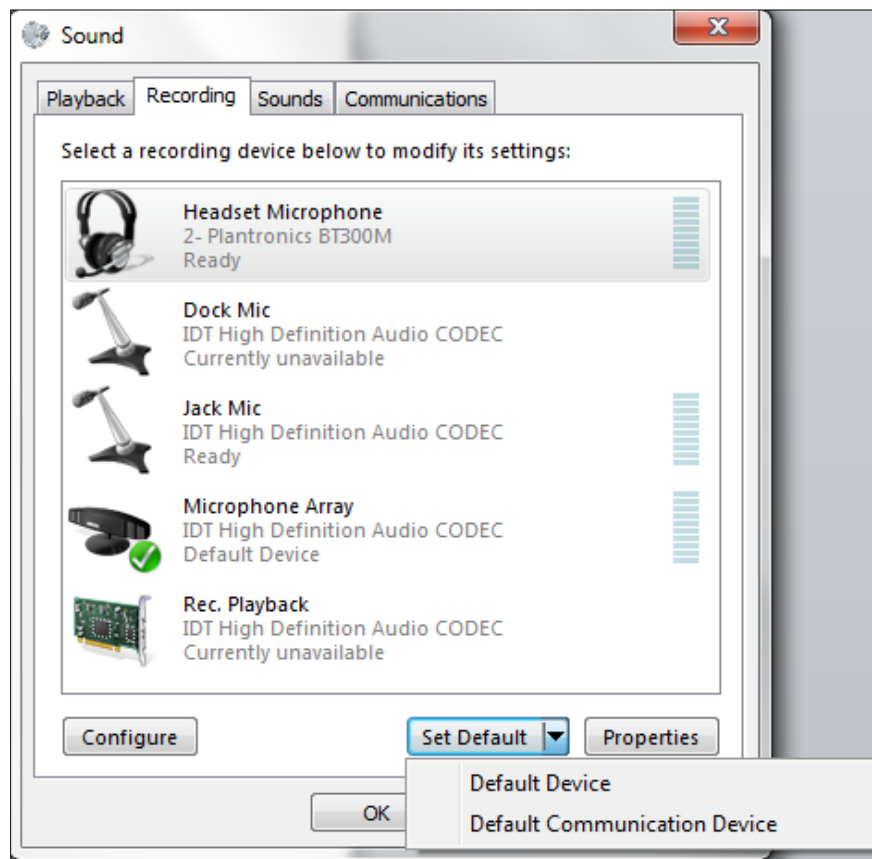 Sound
Playback Recording Sounds Communications
Select a recording device below to modify its settings:
Headset Microphone
2- Plantronics BT300M
Ready
Dock Mic
IDT High Definition Audio CODEC
Currently unavailable
Jack Mic
IDT High Definition Audio CODEC
Ready
Microphone Array
IDT High Definition Audio CODEC
Default Device
Rec. Playback
IDT High Definition Audio CODEC
Currently unavailable
Configure Set Default Properties
OK
Default Device
Default Communication Device